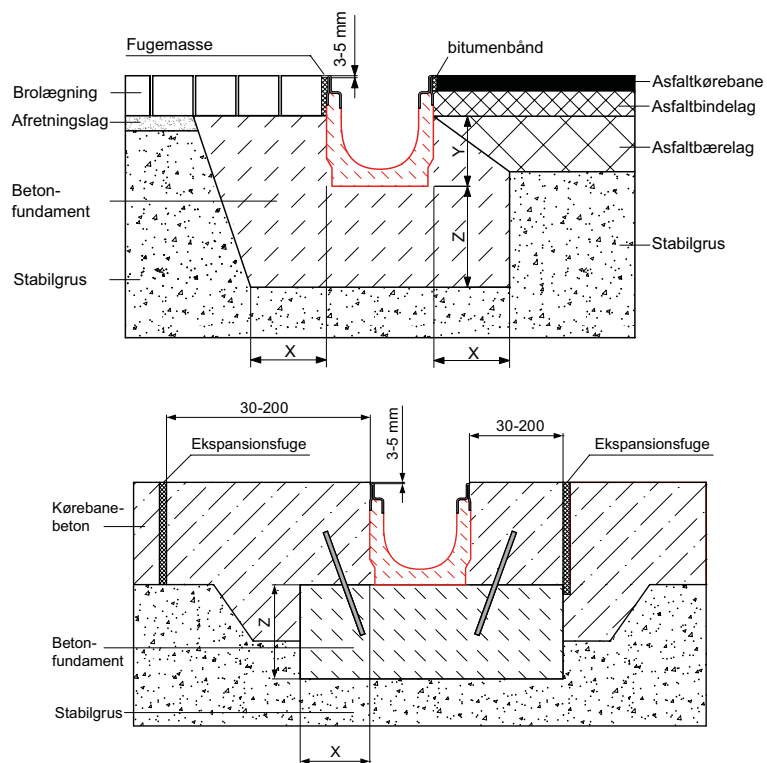 Fugemasse
3-5 mm
bitumenbånd
Brolægning
Afretningslag
Beton-
fundament
Stabilgrus
Asfaltkørebane
Asfaltbindelag
Asfaltbærelag
Stabilgrus
Y
Z
X
X
30-200
3-5 mm
30-200
Ekspansionsfuge
Ekspansionsfuge
Kørebane-
beton
Z
Beton-
fundament
Stabilgrus
X